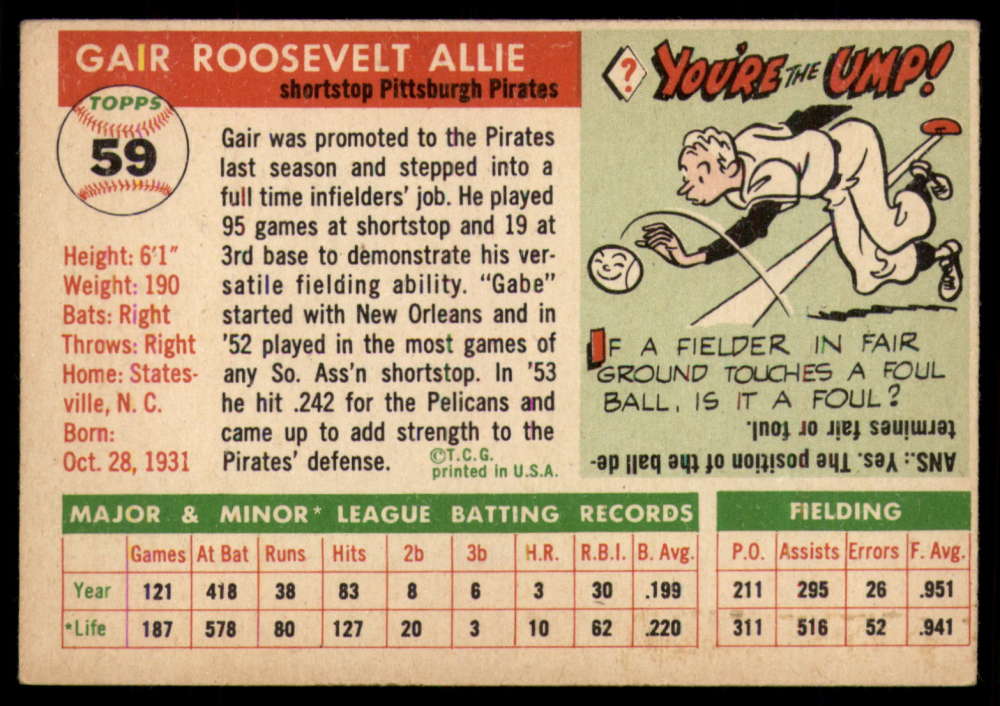 GAIR ROOSEVELT ALLIE
shortstop Pittsburgh Pirates
TOPPS
59
Height: 6'1"
Weight: 190
Bats: Right
Throws: Right
Home: States-
ville, N. C.
Born:
Oct. 28, 1931
Gair was promoted to the Pirates
last season and stepped into a
full time infielders' job. He played
95 games at shortstop and 19 at
3rd base to demonstrate his ver-
satile fielding ability. "Gabe"
started with New Orleans and in
'52 played in the most games of
any So. Ass'n shortstop. In '53
he hit .242 for the Pelicans and
came up to add strength to the
Pirates' defense.
©T.C.G.
printed in U.S.A.
? YOU'RE THE UMP!
IF A FIELDER IN FAIR
GROUND TOUCHES A FOUL
BALL, IS IT A FOUL?
ANS.: Yes. The position of the ball de-
termines fair or foul.
MAJOR & MINOR* LEAGUE BATTING RECORDS
Games At Bat Runs Hits 2b 3b H.R. R.B.I. B. Avg.
Year 121 418 38 83 8 6 3 30 .199
*Life 187 578 80 127 20 3 10 62 .220
FIELDING
P.O. Assists Errors F. Avg.
211 295 26 .951
311 516 52 .941